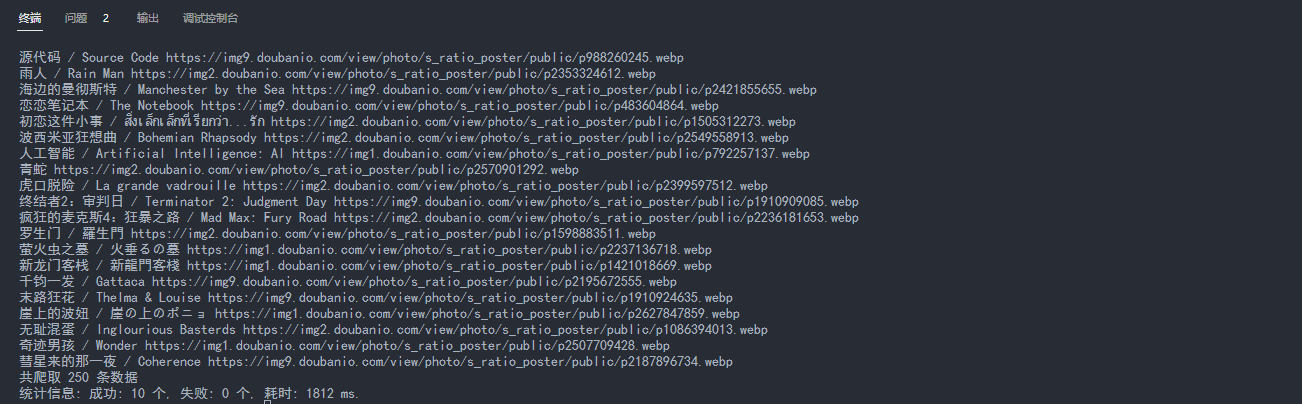 终端 问题 2 输出 调试控制台
源代码 / Source Code https://img9.doubanio.com/view/photo/s_ratio_poster/public/p988260245.webp
雨人 / Rain Man https://img2.doubanio.com/view/photo/s_ratio_poster/public/p2353324612.webp
海边的曼彻斯特 / Manchester by the Sea https://img9.doubanio.com/view/photo/s_ratio_poster/public/p2421855655.webp
恋恋笔记本 / The Notebook https://img9.doubanio.com/view/photo/s_ratio_poster/public/p483604864.webp
初恋这件小事 / สิ่งเล็กเล็กที่เรียกว่า...รัก https://img2.doubanio.com/view/photo/s_ratio_poster/public/p1505312273.webp
波西米亚狂想曲 / Bohemian Rhapsody https://img2.doubanio.com/view/photo/s_ratio_poster/public/p2549558913.webp
人工智能 / Artificial Intelligence: AI https://img1.doubanio.com/view/photo/s_ratio_poster/public/p792257137.webp
青蛇 https://img2.doubanio.com/view/photo/s_ratio_poster/public/p2570901292.webp
虎口脱险 / La grande vadrouille https://img2.doubanio.com/view/photo/s_ratio_poster/public/p2399597512.webp
终结者2：审判日 / Terminator 2: Judgment Day https://img9.doubanio.com/view/photo/s_ratio_poster/public/p1910909085.webp
疯狂的麦克斯4：狂暴之路 / Mad Max: Fury Road https://img2.doubanio.com/view/photo/s_ratio_poster/public/p2236181653.webp
罗生门 / 羅生門 https://img2.doubanio.com/view/photo/s_ratio_poster/public/p1598883511.webp
萤火虫之墓 / 火垂るの墓 https://img1.doubanio.com/view/photo/s_ratio_poster/public/p2237136718.webp
新龙门客栈 / 新龍門客棧 https://img1.doubanio.com/view/photo/s_ratio_poster/public/p1421018669.webp
千钧一发 / Gattaca https://img9.doubanio.com/view/photo/s_ratio_poster/public/p2195672555.webp
末路狂花 / Thelma & Louise https://img9.doubanio.com/view/photo/s_ratio_poster/public/p1910924635.webp
崖上的波妞 / 崖の上のポニョ https://img1.doubanio.com/view/photo/s_ratio_poster/public/p2627847859.webp
无耻混蛋 / Inglourious Basterds https://img2.doubanio.com/view/photo/s_ratio_poster/public/p1086394013.webp
奇迹男孩 / Wonder https://img1.doubanio.com/view/photo/s_ratio_poster/public/p2507709428.webp
彗星来的那一夜 / Coherence https://img9.doubanio.com/view/photo/s_ratio_poster/public/p2187896734.webp
共爬取 250 条数据
统计信息: 成功: 10 个, 失败: 0 个, 耗时: 1812 ms.